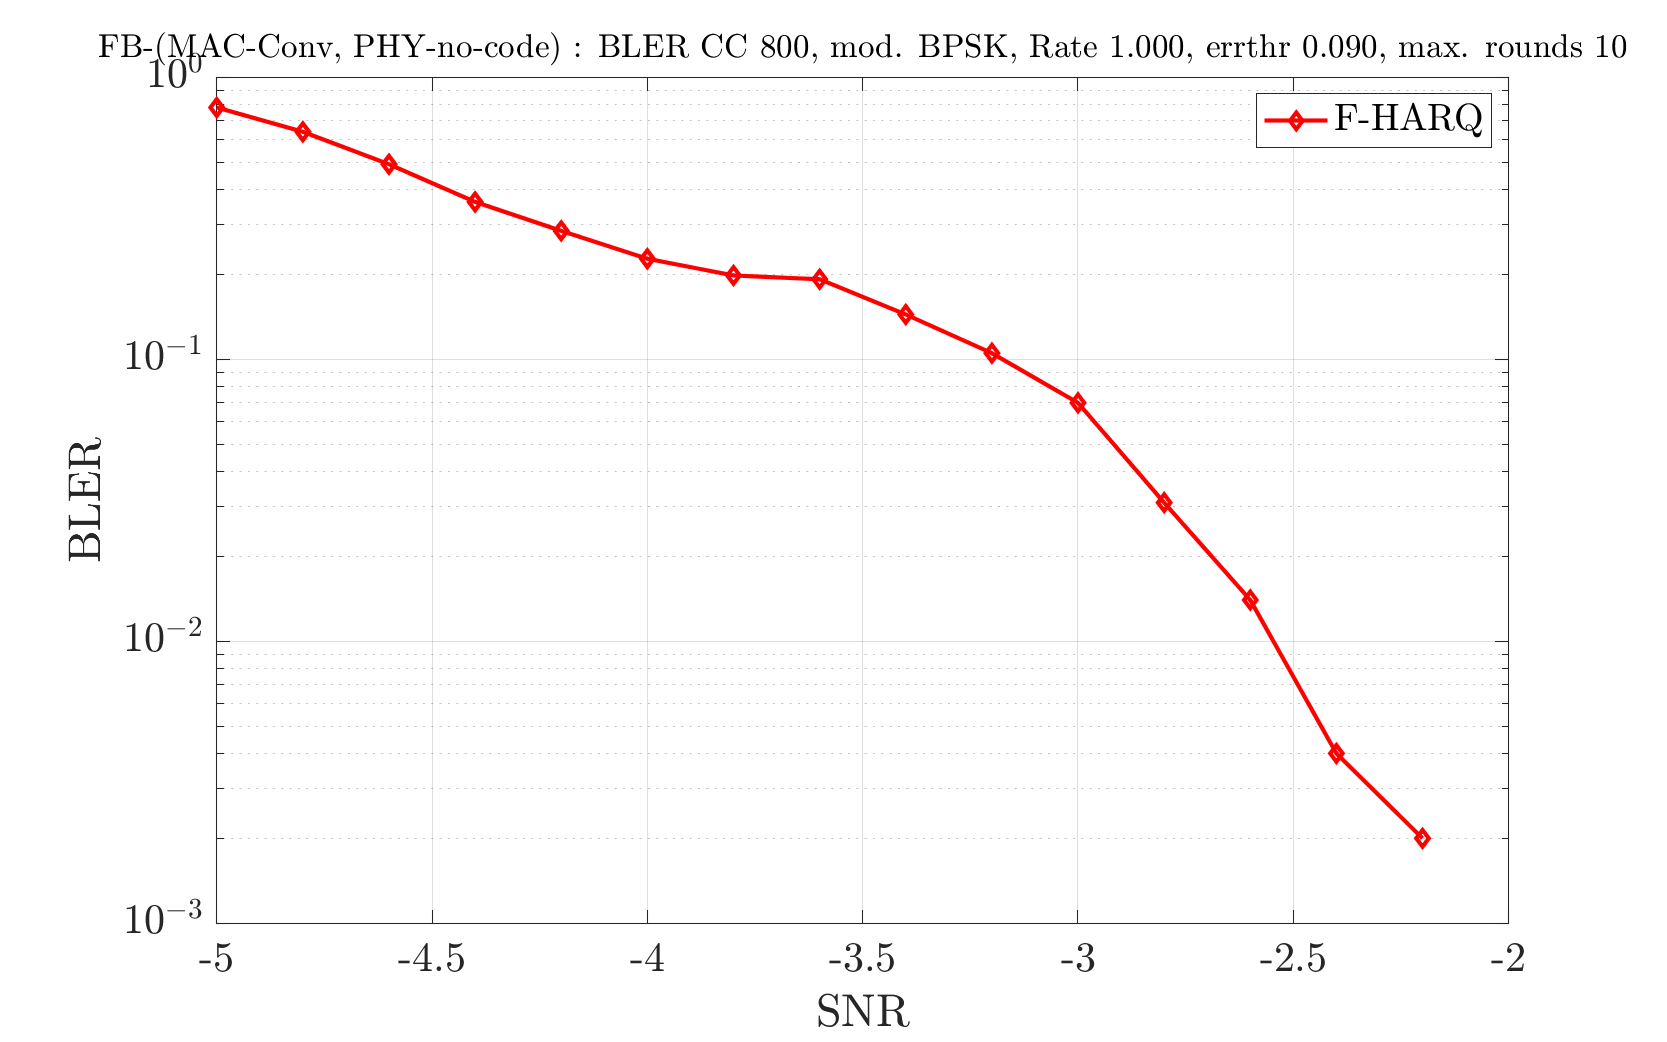 FB-(MAC-Conv, PHY-no-code) : BLER CC 800, mod. BPSK, Rate 1.000, errthr 0.090, max. rounds 10
10⁰
F-HARQ
10⁻¹
BLER
10⁻²
10⁻³
-5 -4.5 -4 -3.5 -3 -2.5 -2
SNR